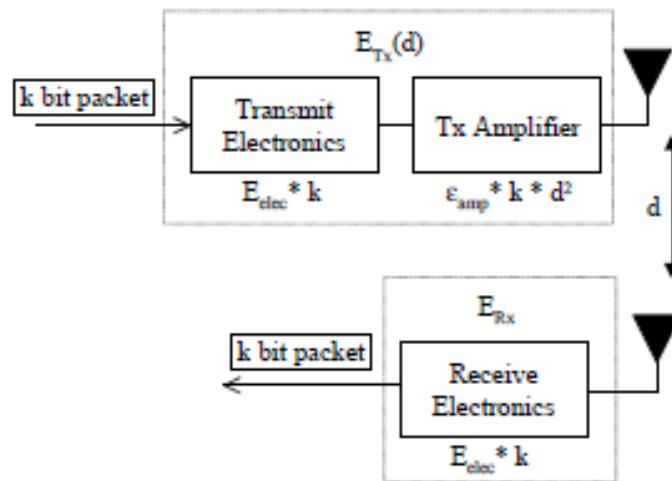 E_Tx(d)
k bit packet
Transmit
Electronics
Tx Amplifier
E_elec* k
ε_amp* k * d²
d
E_Rx
k bit packet
Receive
Electronics
E_elec* k